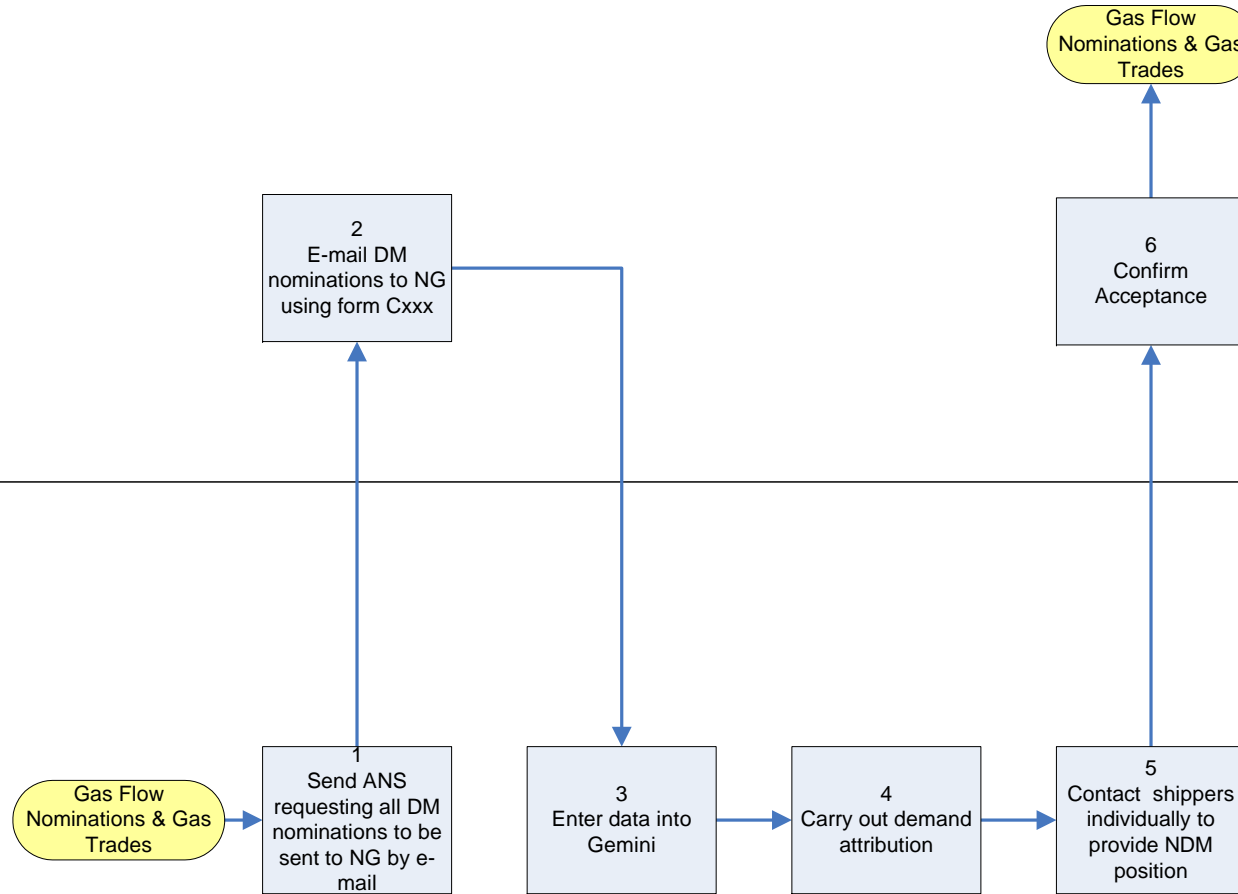 Gas Flow
Nominations & Gas
Trades
2
E-mail DM
nominations to NG
using form Cxxx
6
Confirm
Acceptance
Gas Flow
Nominations & Gas
Trades
1
Send ANS
requesting all DM
nominations to be
sent to NG by e-
mail
3
Enter data into
Gemini
4
Carry out demand
attribution
5
Contact shippers
individually to
provide NDM
position